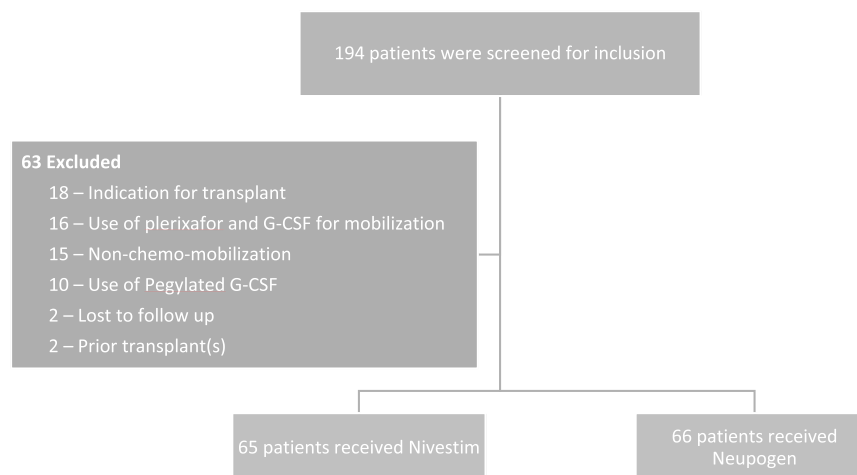 194 patients were screened for inclusion
63 Excluded
18 – Indication for transplant
16 – Use of plerixafor and G-CSF for mobilization
15 – Non-chemo-mobilization
10 – Use of Pegylated G-CSF
2 – Lost to follow up
2 – Prior transplant(s)
65 patients received Nivestim
66 patients received
Neupogen